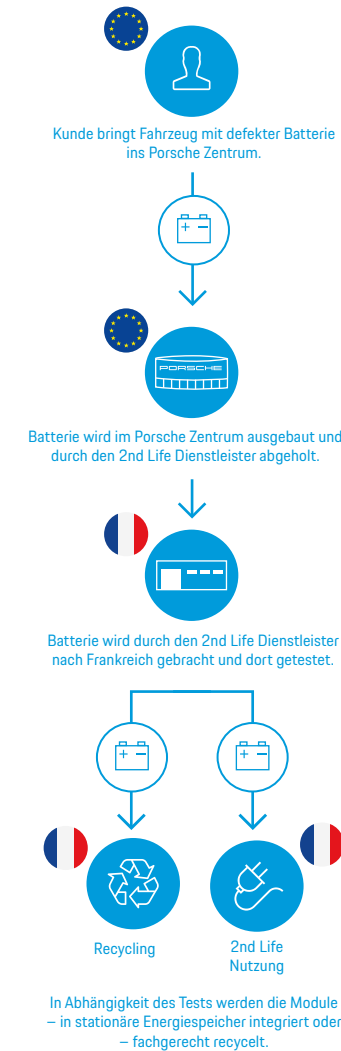 Kunde bringt Fahrzeug mit defekter Batterie
ins Porsche Zentrum.
+ −
PORSCHE
Batterie wird im Porsche Zentrum ausgebaut und
durch den 2nd Life Dienstleister abgeholt.
Batterie wird durch den 2nd Life Dienstleister
nach Frankreich gebracht und dort getestet.
+ − + −
Recycling
2nd Life
Nutzung
In Abhängigkeit des Tests werden die Module
– in stationäre Energiespeicher integriert oder
– fachgerecht recycelt.